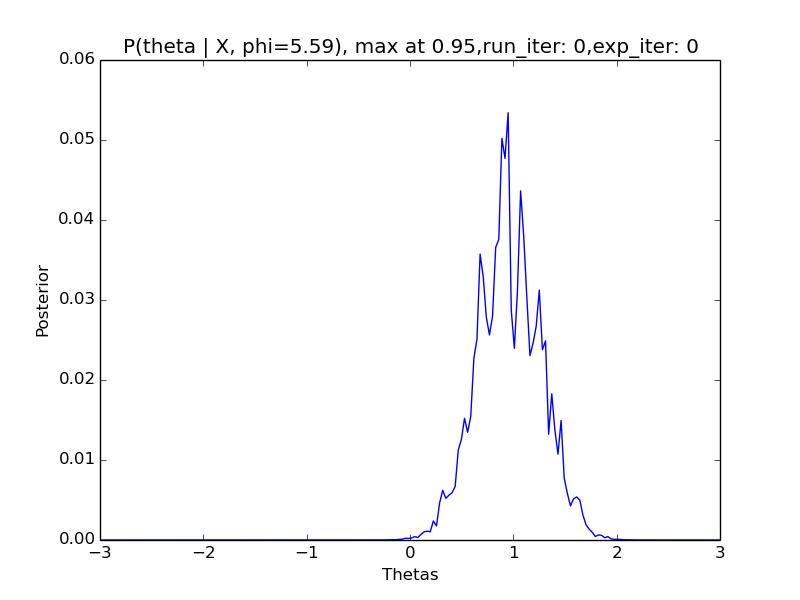 P(theta | X, phi=5.59), max at 0.95,run_iter: 0,exp_iter: 0
0.06
0.05
0.04
0.03
0.02
0.01
0.00
Posterior
−3 −2 −1 0 1 2 3
Thetas